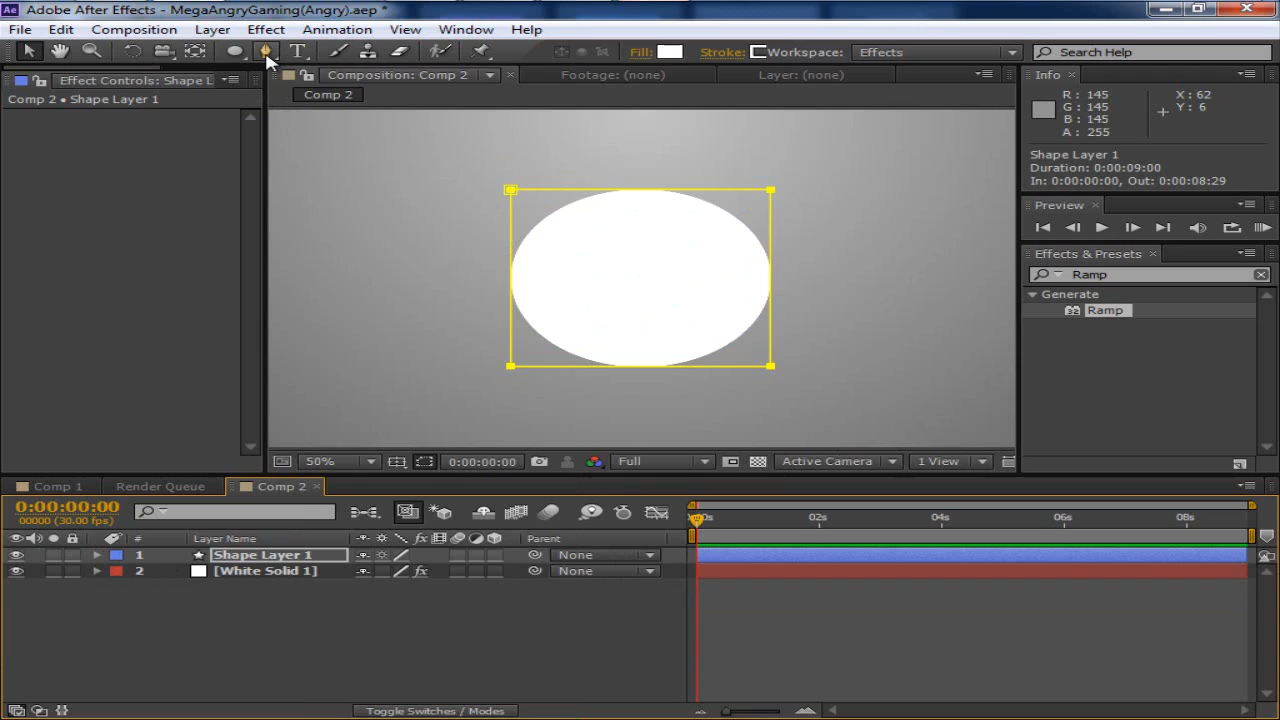 Adobe After Effects - MegaAngryGaming(Angry).aep *
File Edit Composition Layer Effect Animation View Window Help
Fill: Stroke: Workspace: Effects Search Help
Effect Controls: Shape L
Comp 2 • Shape Layer 1
Composition: Comp 2 Footage: (none) Layer: (none)
Comp 2
Info
R : 145 X : 62
G : 145 Y : 6
B : 145
A : 255
Shape Layer 1
Duration: 0:00:09:00
In: 0:00:00:00, Out: 0:00:08:29
Preview
Effects & Presets
Ramp
Generate
32 Ramp
50% 0:00:00:00 Full Active Camera 1 View
Comp 1 Render Queue Comp 2
0:00:00:00
00000 (30.00 fps)
02s 04s 06s 08s
# Layer Name fx Parent
1 Shape Layer 1 None
2 [White Solid 1] fx None
Toggle Switches / Modes